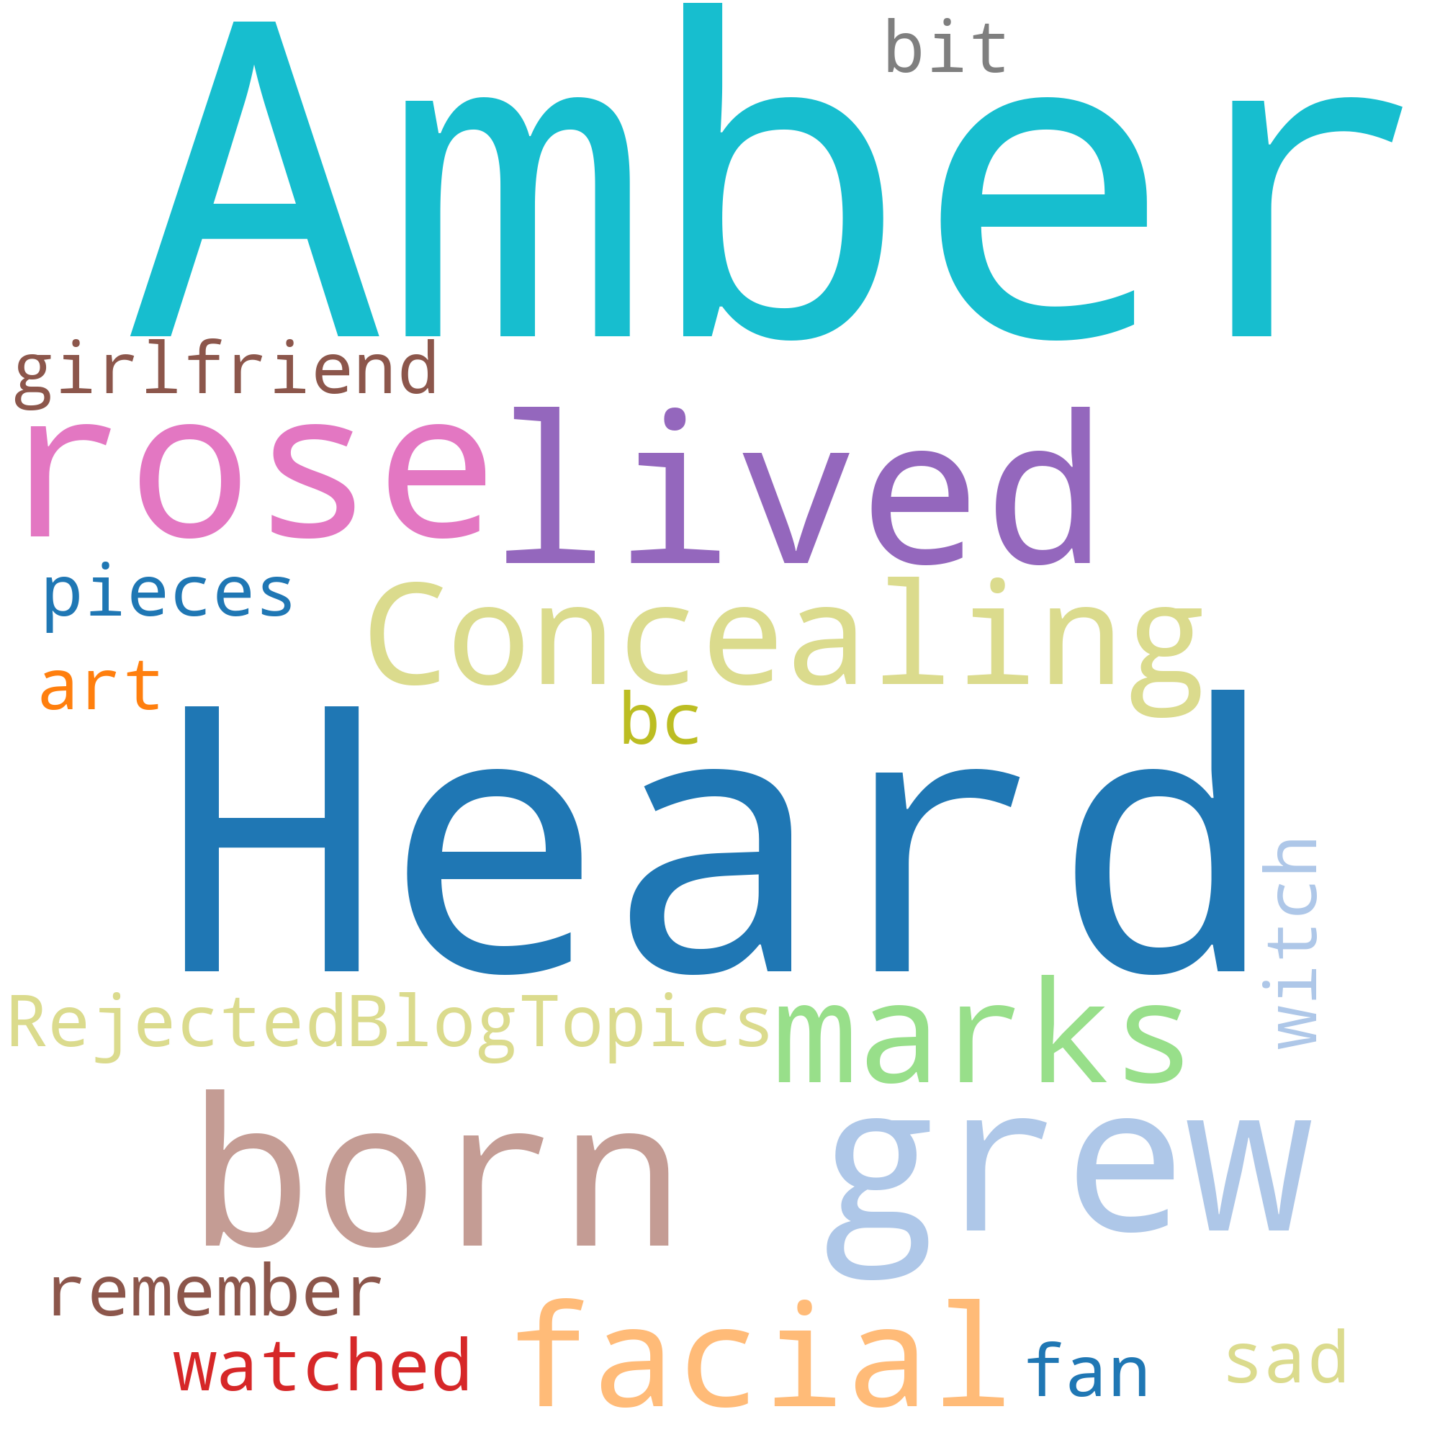 bit
Amber
girlfriend
rose
lived
pieces
Concealing
art
bc
Heard
witch
RejectedBlogTopics
marks
born
grew
remember
facial
watched
fan
sad